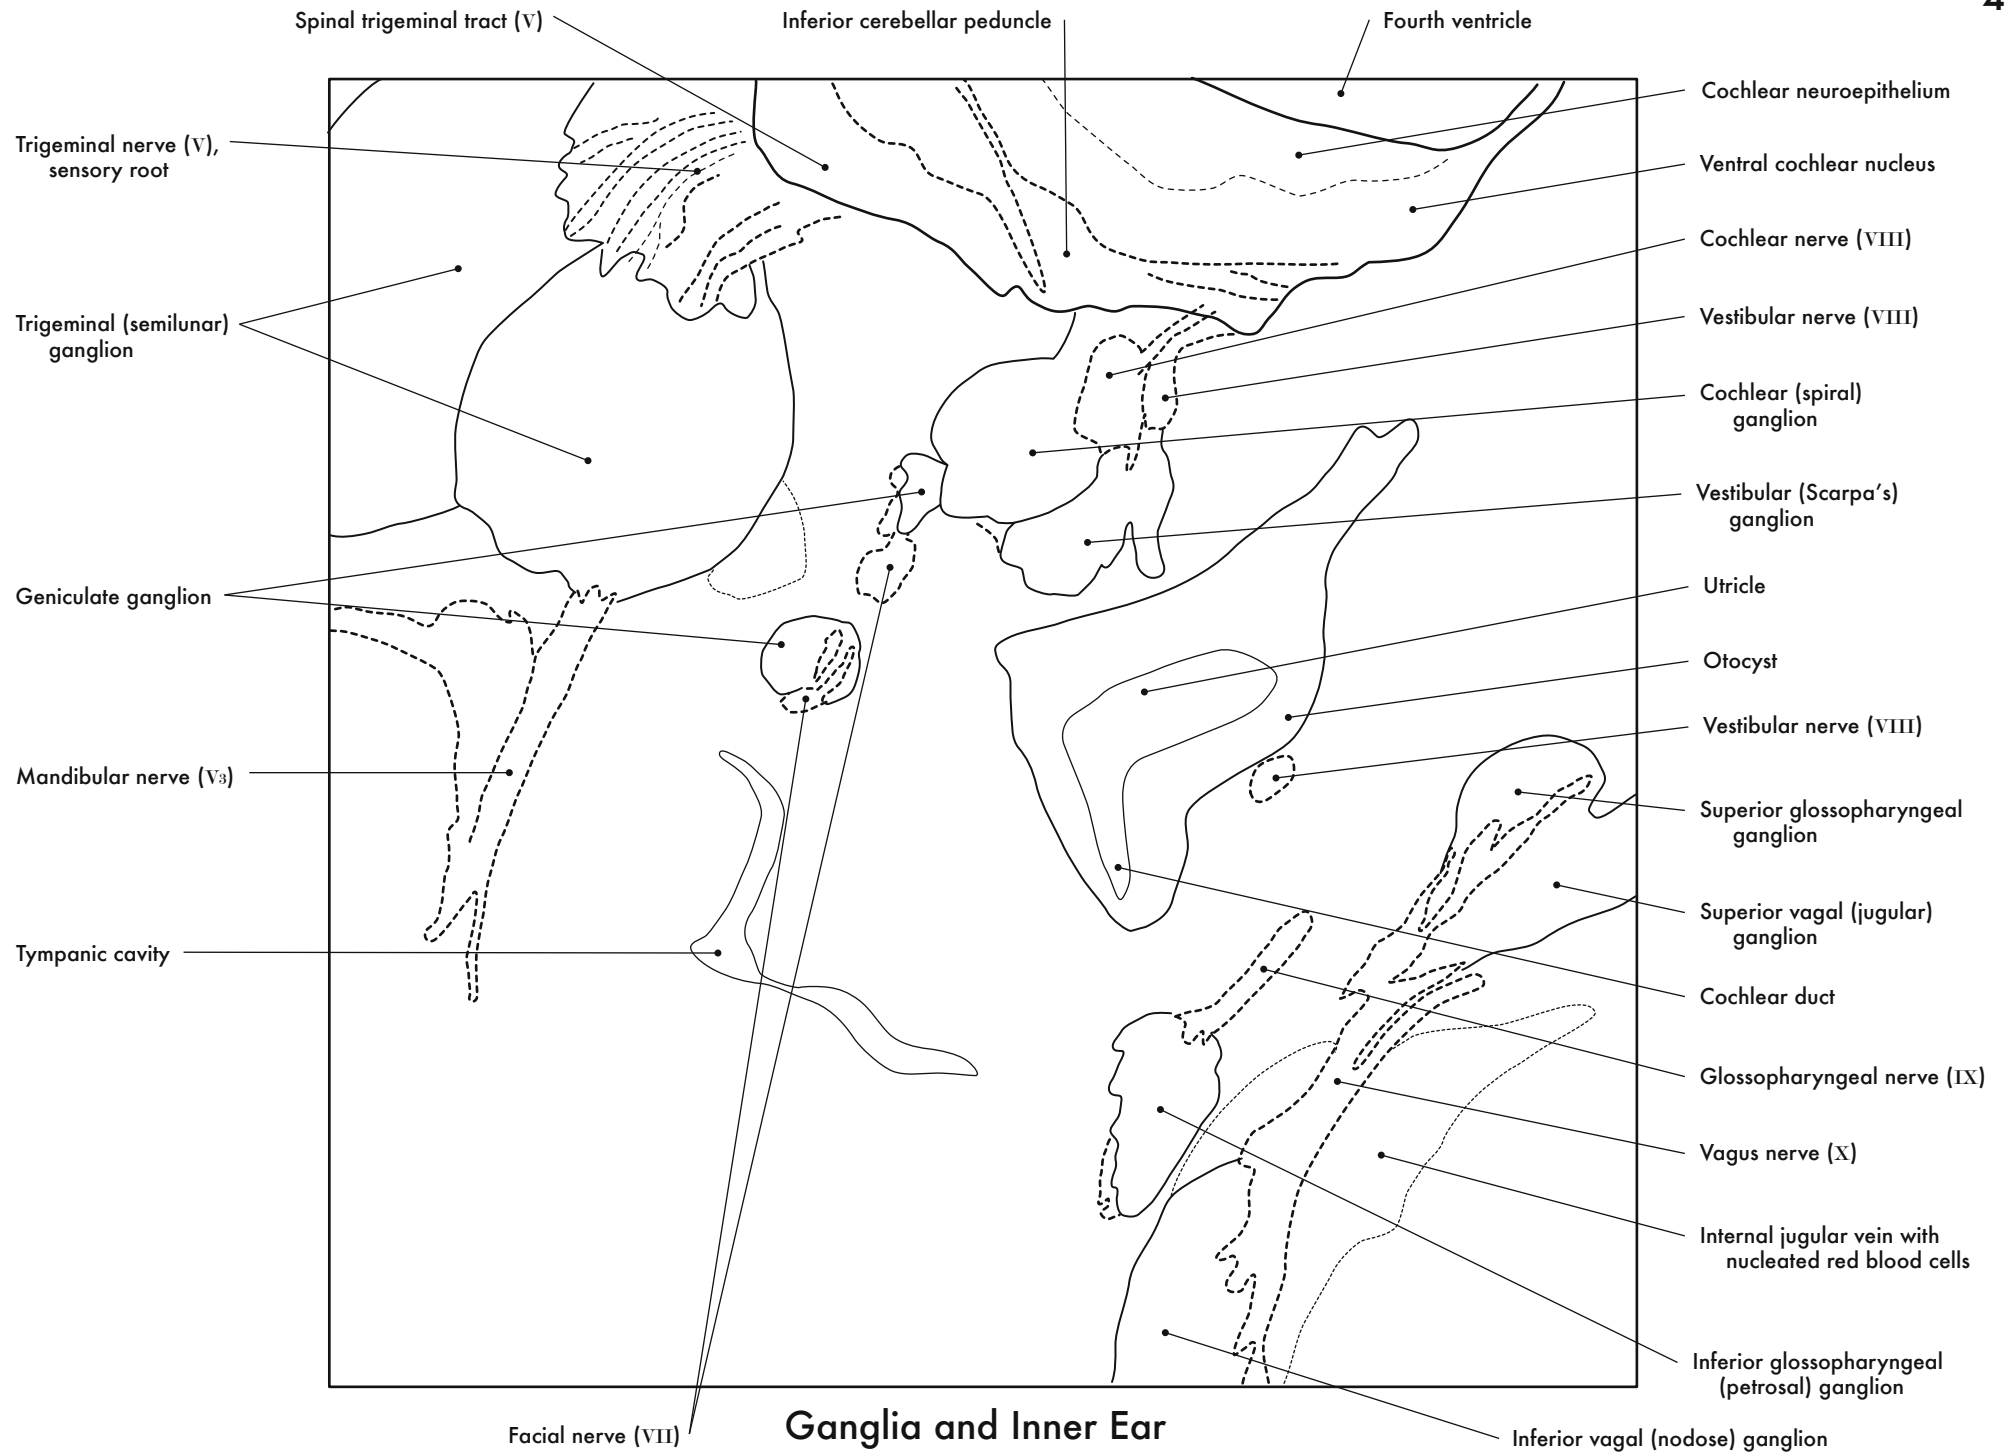 4
Spinal trigeminal tract (V)
Inferior cerebellar peduncle
Fourth ventricle
Trigeminal nerve (V),
sensory root
Trigeminal (semilunar)
ganglion
Geniculate ganglion
Mandibular nerve (V3)
Tympanic cavity
Cochlear neuroepithelium
Ventral cochlear nucleus
Cochlear nerve (VIII)
Vestibular nerve (VIII)
Cochlear (spiral)
ganglion
Vestibular (Scarpa's)
ganglion
Utricle
Otocyst
Vestibular nerve (VIII)
Superior glossopharyngeal
ganglion
Superior vagal (jugular)
ganglion
Cochlear duct
Glossopharyngeal nerve (IX)
Vagus nerve (X)
Internal jugular vein with
nucleated red blood cells
Inferior glossopharyngeal
(petrosal) ganglion
Inferior vagal (nodose) ganglion
Facial nerve (VII)
Ganglia and Inner Ear